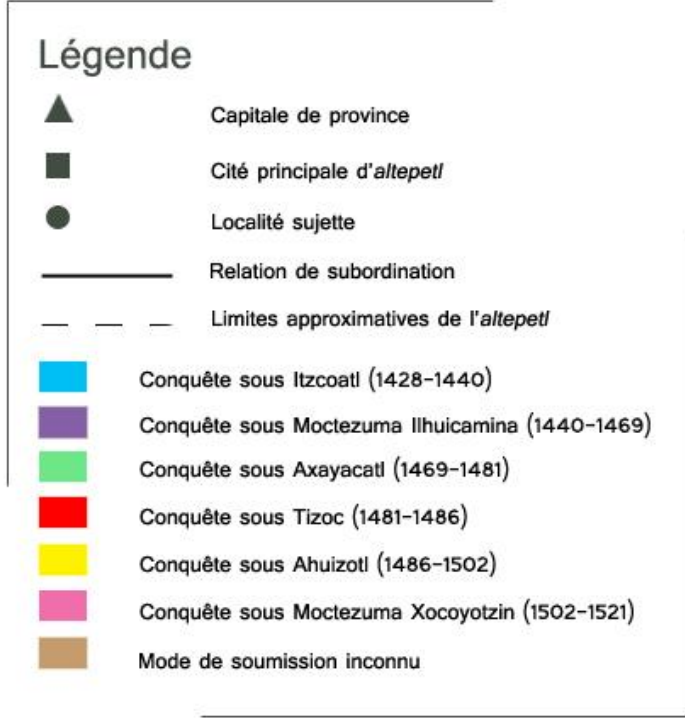 Légende
Capitale de province
Cité principale d'altepetl
Localité sujette
Relation de subordination
Limites approximatives de l'altepetl
Conquête sous Itzcoatl (1428-1440)
Conquête sous Moctezuma Ilhuicamina (1440-1469)
Conquête sous Axayacatl (1469-1481)
Conquête sous Tizoc (1481-1486)
Conquête sous Ahuizotl (1486-1502)
Conquête sous Moctezuma Xocoyotzin (1502-1521)
Mode de soumission inconnu